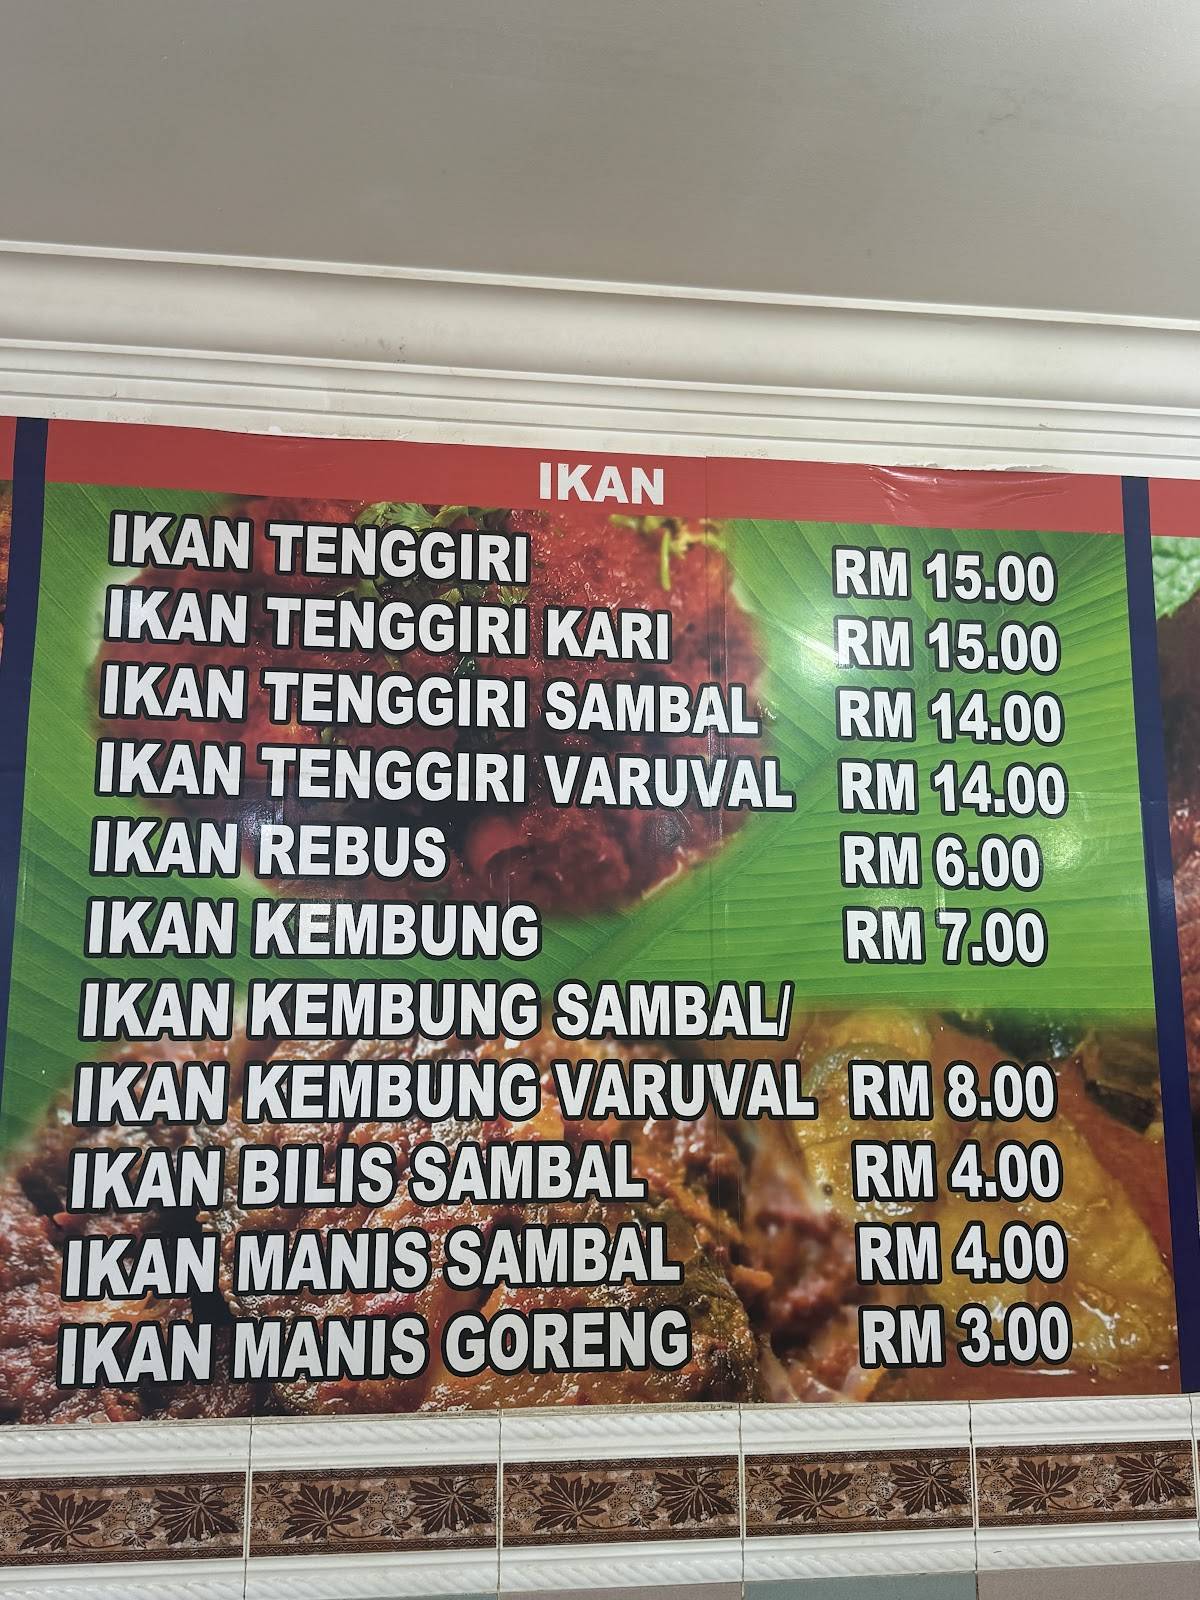 IKAN
IKAN TENGGIRI RM 15.00
IKAN TENGGIRI KARI RM 15.00
IKAN TENGGIRI SAMBAL RM 14.00
IKAN TENGGIRI VARUVAL RM 14.00
IKAN REBUS RM 6.00
IKAN KEMBUNG RM 7.00
IKAN KEMBUNG SAMBAL/
IKAN KEMBUNG VARUVAL RM 8.00
IKAN BILIS SAMBAL RM 4.00
IKAN MANIS SAMBAL RM 4.00
IKAN MANIS GORENG RM 3.00